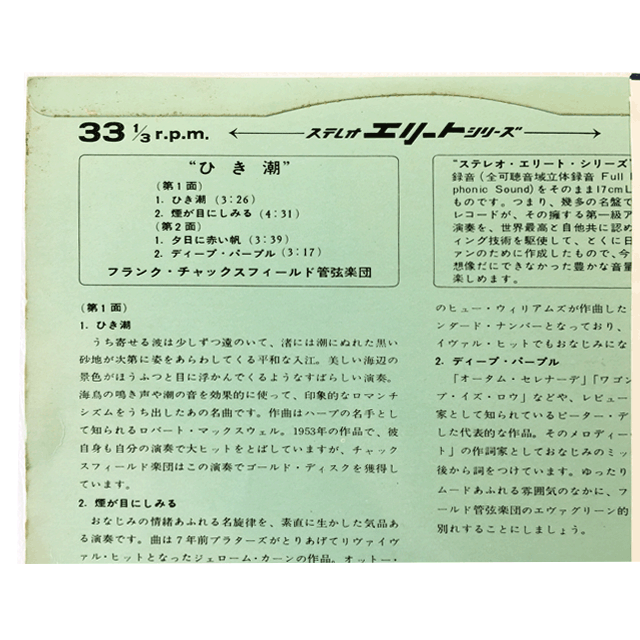 33 1/3 r.p.m. ←ステレオ エリートシリーズ→
“ひき潮”
(第1面)
1. ひき潮 (3:26)
2. 煙が目にしみる (4:31)
(第2面)
1. 夕日に赤い帆 (3:39)
2. ディープ・パープル (3:17)
フランク・チャックスフィールド管弦楽団
(第1面)
1. ひき潮
うち寄せる波は少しずつ遠のいて、渚には潮にぬれた黒い
砂地が次第に姿をあらわしてくる平和な入江。美しい海辺の
景色がほうふつと目に浮かんでくるようなすばらしい演奏。
海鳥の鳴き声や潮の音を効果的に使って、印象的なロマンチ
シズムをうち出したあの名曲です。作曲はハープの名手とし
て知られるロバート・マックスウェル。1953年の作品で、彼
自身も自分の演奏で大ヒットをとばしていますが、チャック
スフィールド楽団はこの演奏でゴールド・ディスクを獲得し
ています。
2. 煙が目にしみる
おなじみの情緒あふれる名旋律を、素直に生かした気品あ
る演奏です。曲は7年前プラターズがとりあげてリヴァイヴ
ァル・ヒットとなったジェローム・カーンの作品。オットー・
“ステレオ・エリート・シリーズ”
録音(全可聴音域立体録音 Full
phonic Sound)をそのまま17cmL
ものです。つまり、幾多の名盤で
レコードが、その擁する第一級ア
演奏を、世界最高と自他共に認め
ィング技術を駆使して、とくに日
ァンのために作成したもので、今
想像だにできなかった豊かな音量
楽しめます。
のヒュー・ウィリアムズが作曲した
ンダード・ナンバーとなっており、
イヴァル・ヒットでもおなじみにな
2. ディープ・パープル
「オータム・セレナーデ」「ワゴン
プ・イズ・ロウ」などや、レビュー
家として知られているピーター・デ
した代表的な作品。そのメロディー
ト」の作詞家としておなじみのミッ
後から詞をつけています。ゆったり
ムードあふれる雰囲気のなかに、フ
ールド管弦楽団のエヴァグリーン的
別れすることにしましょう。